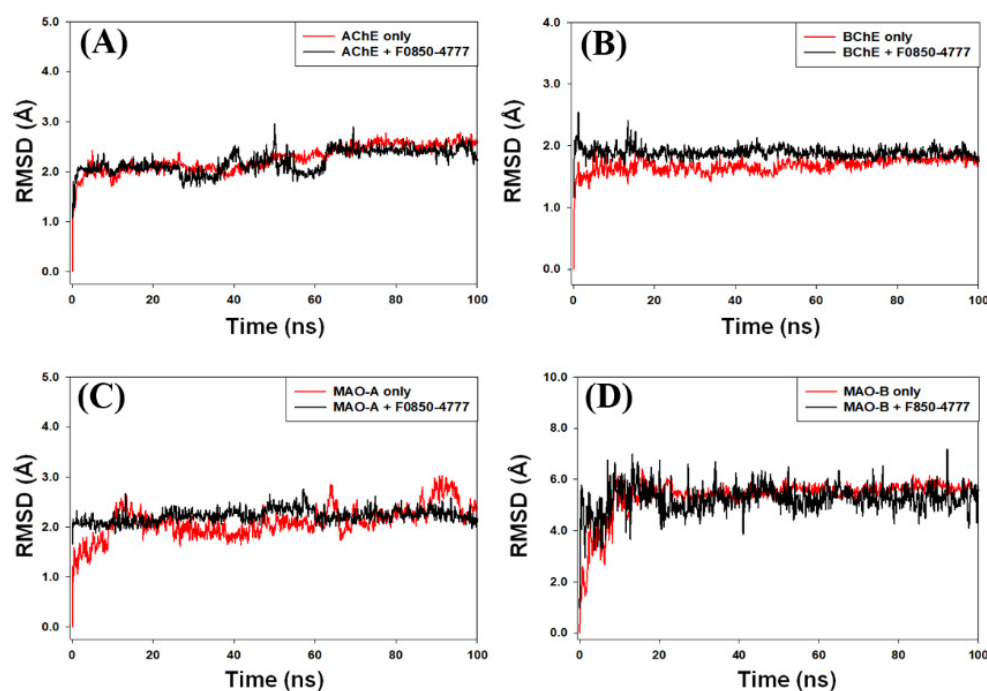 (A)
AChE only
AChE + F0850-4777
RMSD (Å)
5.0
4.0
3.0
2.0
1.0
0.0
0 20 40 60 80 100
Time (ns)
(B)
BChE only
BChE + F0850-4777
RMSD (Å)
4.0
3.0
2.0
1.0
0.0
0 20 40 60 80 100
Time (ns)
(C)
MAO-A only
MAO-A + F0850-4777
RMSD (Å)
5.0
4.0
3.0
2.0
1.0
0.0
0 20 40 60 80 100
Time (ns)
(D)
MAO-B only
MAO-B + F850-4777
RMSD (Å)
10.0
8.0
6.0
4.0
2.0
0.0
0 20 40 60 80 100
Time (ns)